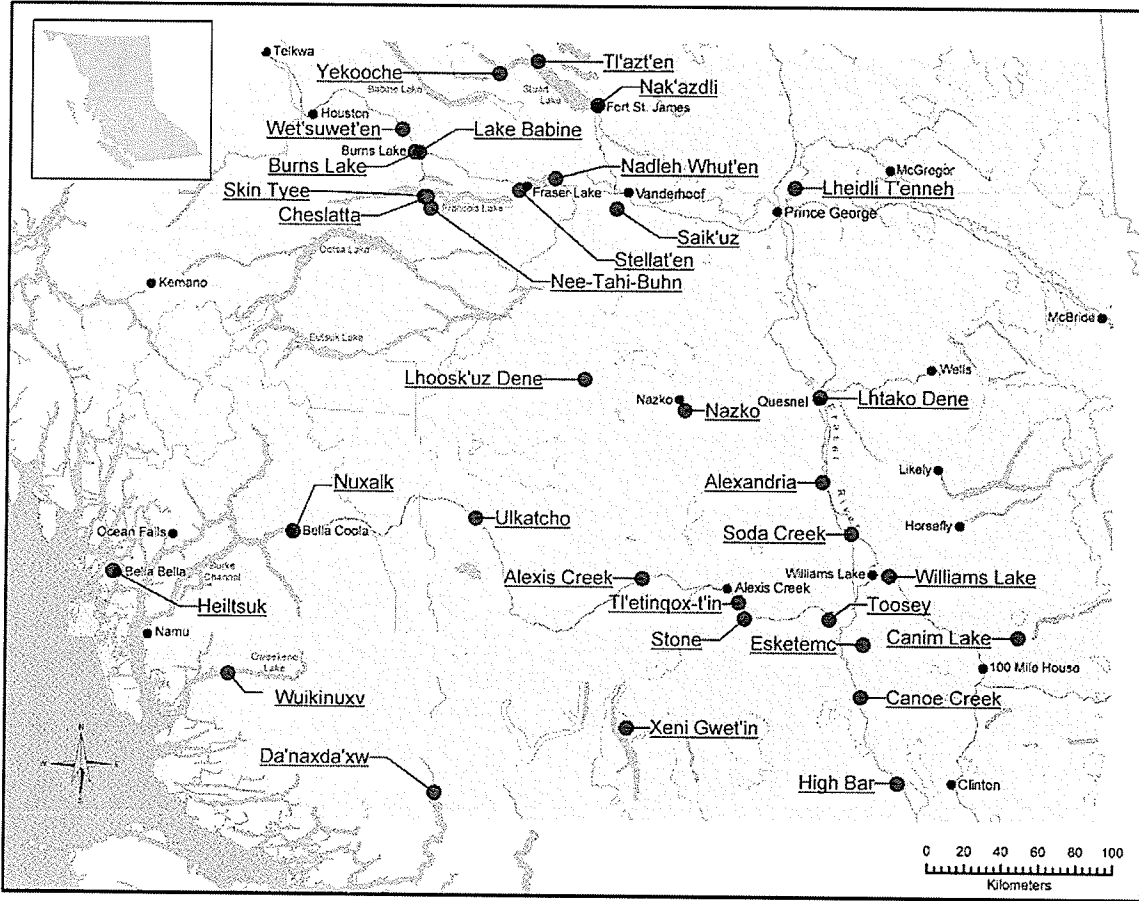 Telkwa
Tl'azt'en
Yekooche
Babine Lake
Stuart
Lake
Nak'azdli
Fort St. James
Houston
Wet'suwet'en
Lake Babine
Burns Lake
Burns Lake
Nadleh Whut'en
McGregor
Skin Tyee
Fraser Lake
Vanderhoof
Lheidli T'enneh
Cheslatta
Francois Lake
Prince George
Saik'uz
Stellat'en
Ootsa Lake
Nee-Tahi-Buhn
Kemano
McBride
Eutsuk Lake
Wells
Lhoosk'uz Dene
Nazko
Quesnel
Lhtako Dene
Nazko
Fraser River
Likely
Nuxalk
Alexandria
Ulkatcho
Ocean Falls
Bella Coola
Soda Creek
Horsefly
Burke
Channel
Bella Bella
Alexis Creek
Alexis Creek
Williams Lake
Williams Lake
Heiltsuk
Tl'etinqox-t'in
Toosey
Namu
Stone
Esketemc
Canim Lake
Owikeno
Lake
100 Mile House
Wuikinuxv
Canoe Creek
Xeni Gwet'in
N
W
E
S
Da'naxda'xw
High Bar
Clinton
0 20 40 60 80 100
Kilometers